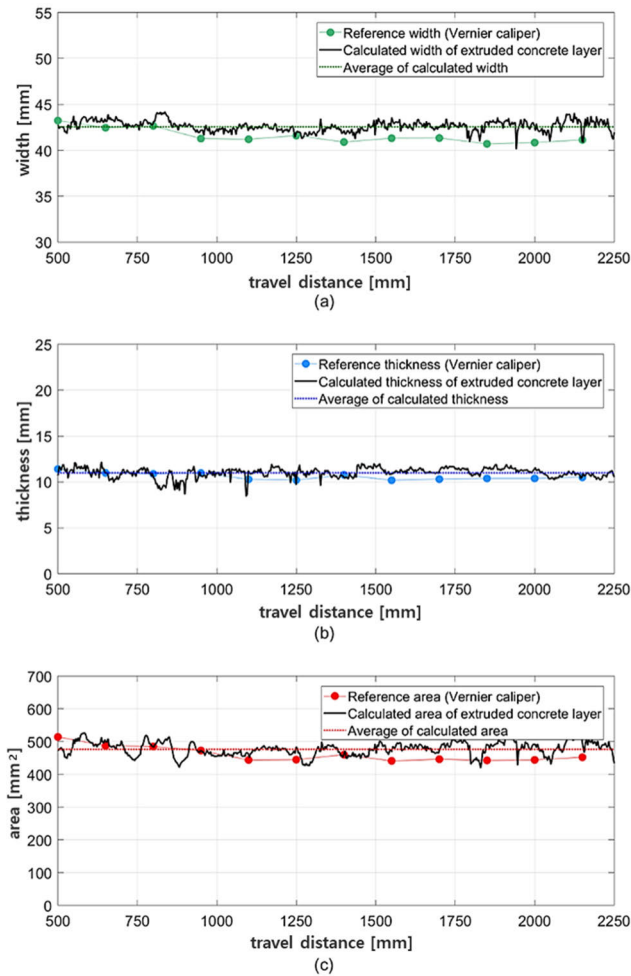 55
50
45
40
35
30
width [mm]
Reference width (Vernier caliper)
Calculated width of extruded concrete layer
Average of calculated width
500 750 1000 1250 1500 1750 2000 2250
travel distance [mm]
(a)
25
20
15
10
5
0
thickness [mm]
Reference thickness (Vernier caliper)
Calculated thickness of extruded concrete layer
Average of calculated thickness
500 750 1000 1250 1500 1750 2000 2250
travel distance [mm]
(b)
700
600
500
400
300
200
100
0
area [mm²]
Reference area (Vernier caliper)
Calculated area of extruded concrete layer
Average of calculated area
500 750 1000 1250 1500 1750 2000 2250
travel distance [mm]
(c)